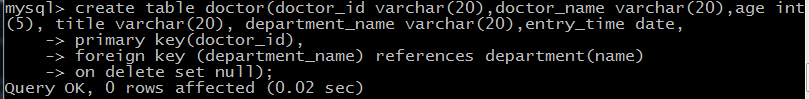 mysql> create table doctor(doctor_id varchar(20),doctor_name varchar(20),age int
(5), title varchar(20), department_name varchar(20),entry_time date,
    -> primary key(doctor_id),
    -> foreign key (department_name) references department(name)
    -> on delete set null);
Query OK, 0 rows affected (0.02 sec)